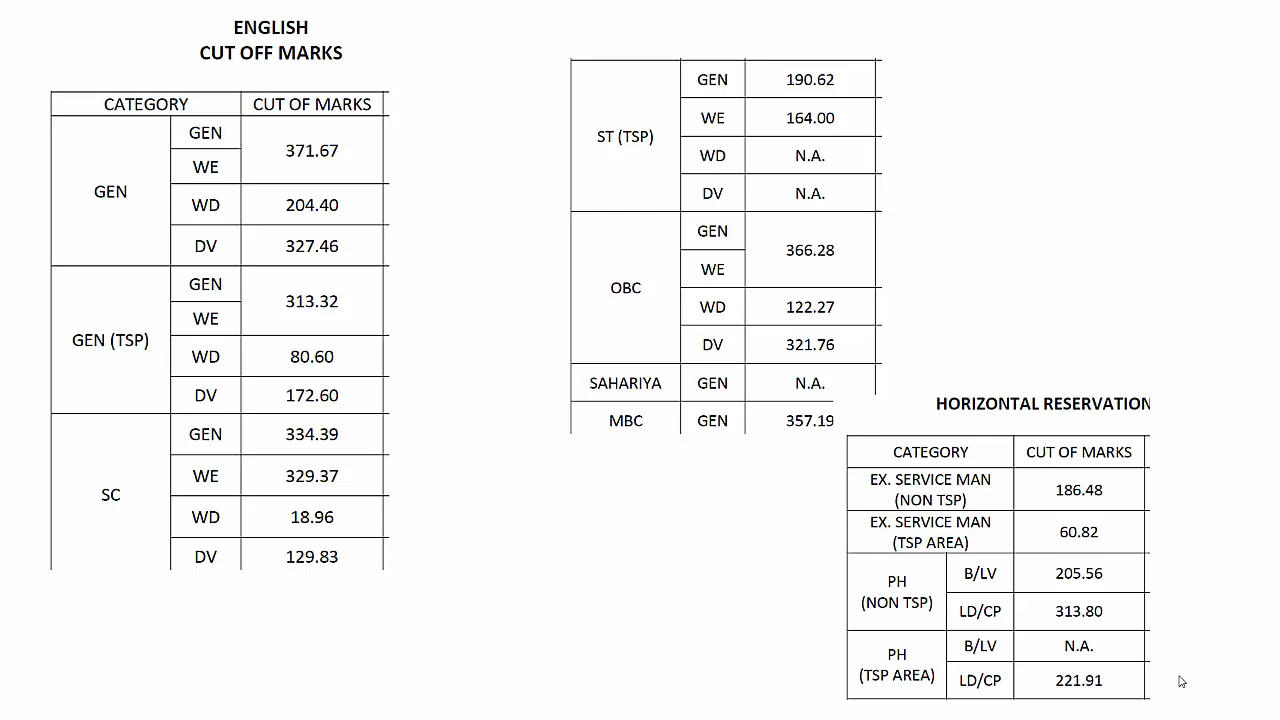 ENGLISH
CUT OFF MARKS
CATEGORY CUT OF MARKS
GEN GEN 371.67
WE
WD 204.40
DV 327.46
GEN (TSP) GEN 313.32
WE
WD 80.60
DV 172.60
SC GEN 334.39
WE 329.37
WD 18.96
DV 129.83
ST (TSP) GEN 190.62
WE 164.00
WD N.A.
DV N.A.
OBC GEN 366.28
WE
WD 122.27
DV 321.76
SAHARIYA GEN N.A.
MBC GEN 357.19
HORIZONTAL RESERVATION
CATEGORY CUT OF MARKS
EX. SERVICE MAN
(NON TSP) 186.48
EX. SERVICE MAN
(TSP AREA) 60.82
PH
(NON TSP) B/LV 205.56
LD/CP 313.80
PH
(TSP AREA) B/LV N.A.
LD/CP 221.91